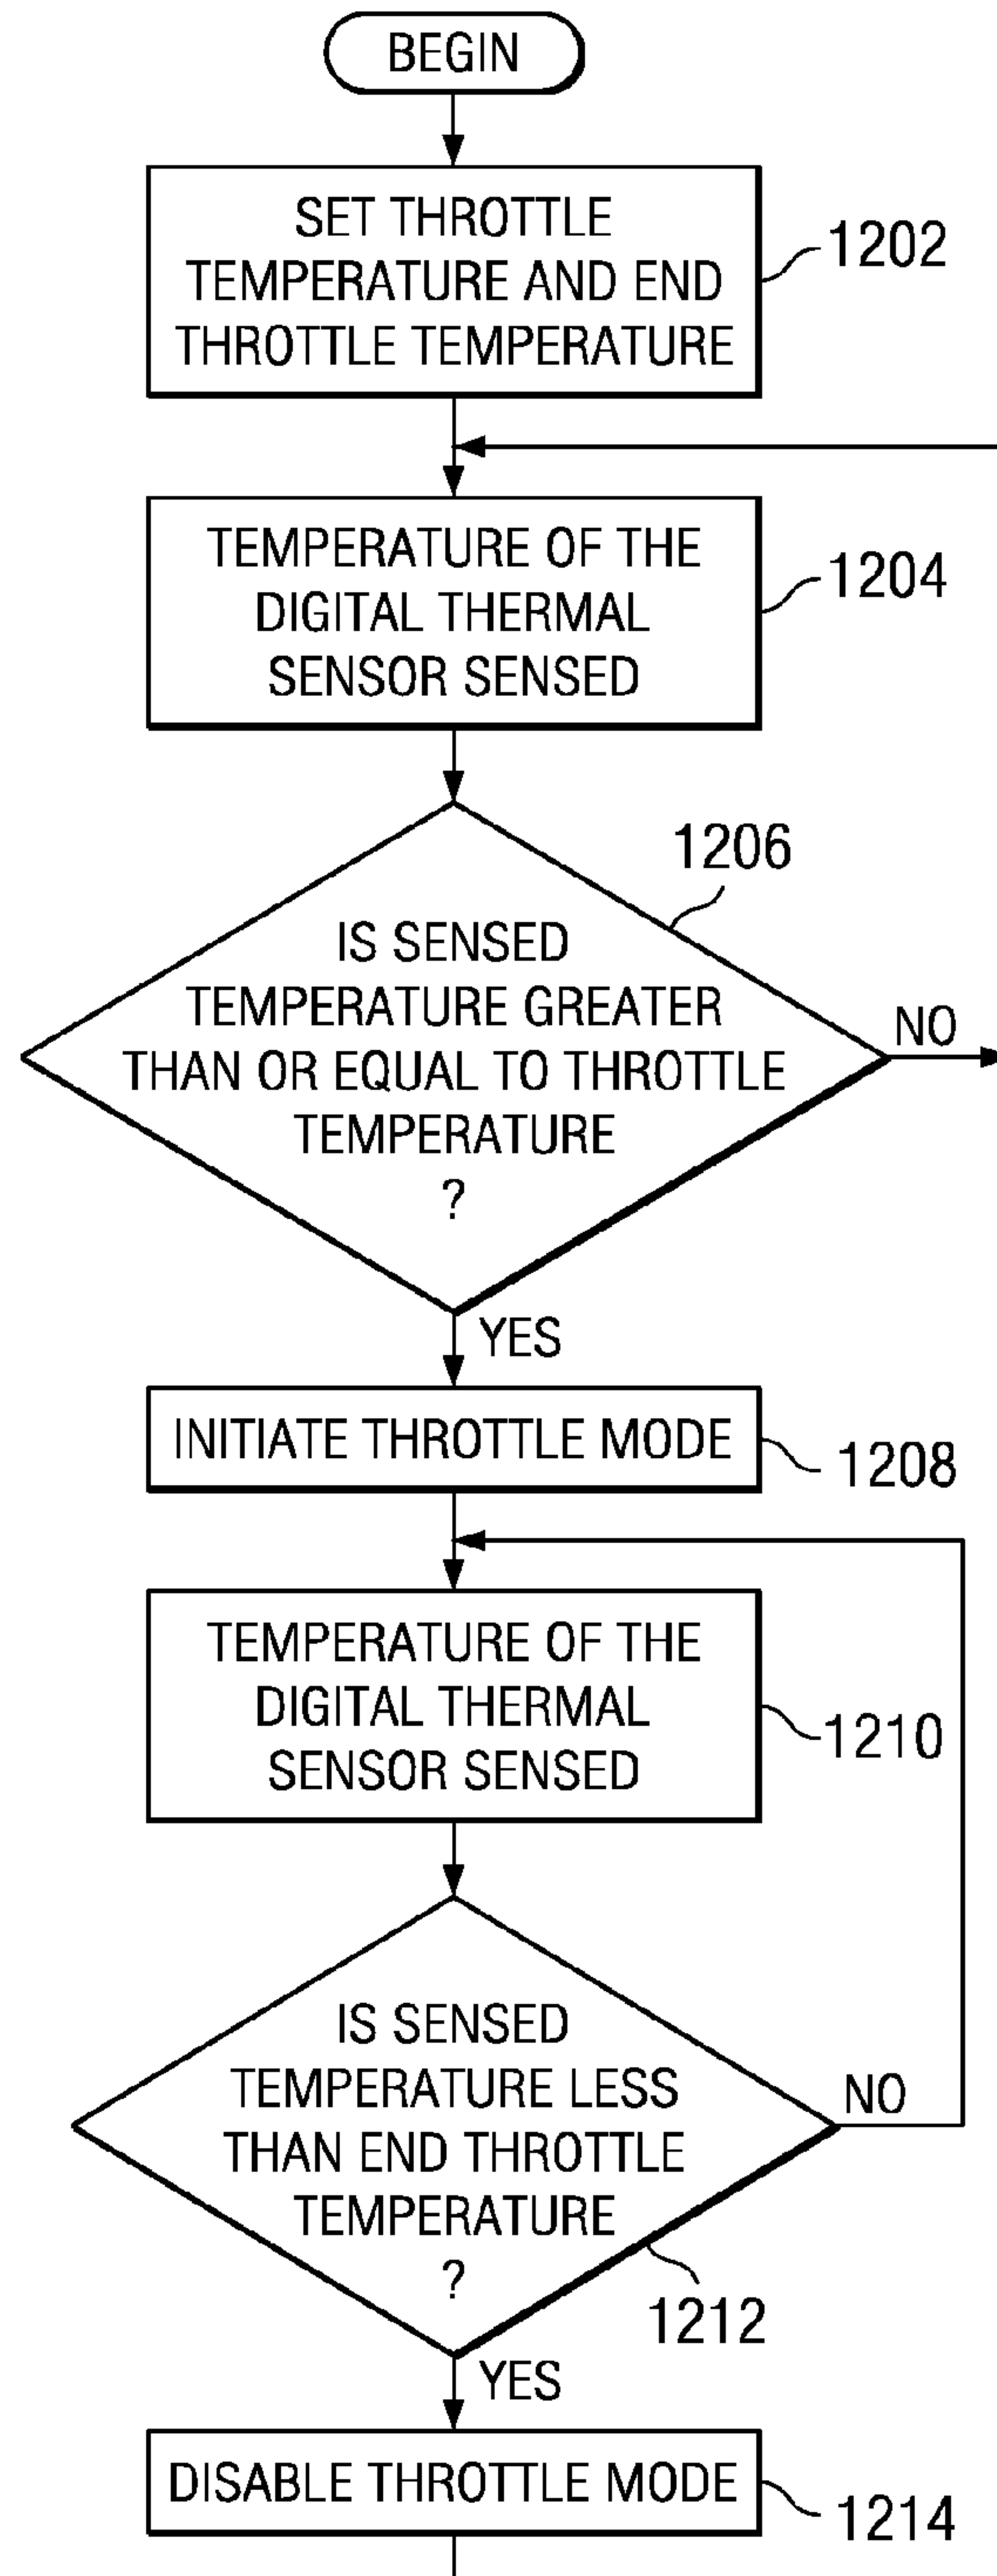 BEGIN
SET THROTTLE
TEMPERATURE AND END
THROTTLE TEMPERATURE
1202
TEMPERATURE OF THE
DIGITAL THERMAL
SENSOR SENSED
1204
1206
IS SENSED
TEMPERATURE GREATER
THAN OR EQUAL TO THROTTLE
TEMPERATURE
?
NO
YES
INITIATE THROTTLE MODE
1208
TEMPERATURE OF THE
DIGITAL THERMAL
SENSOR SENSED
1210
IS SENSED
TEMPERATURE LESS
THAN END THROTTLE
TEMPERATURE
?
NO
1212
YES
DISABLE THROTTLE MODE
1214